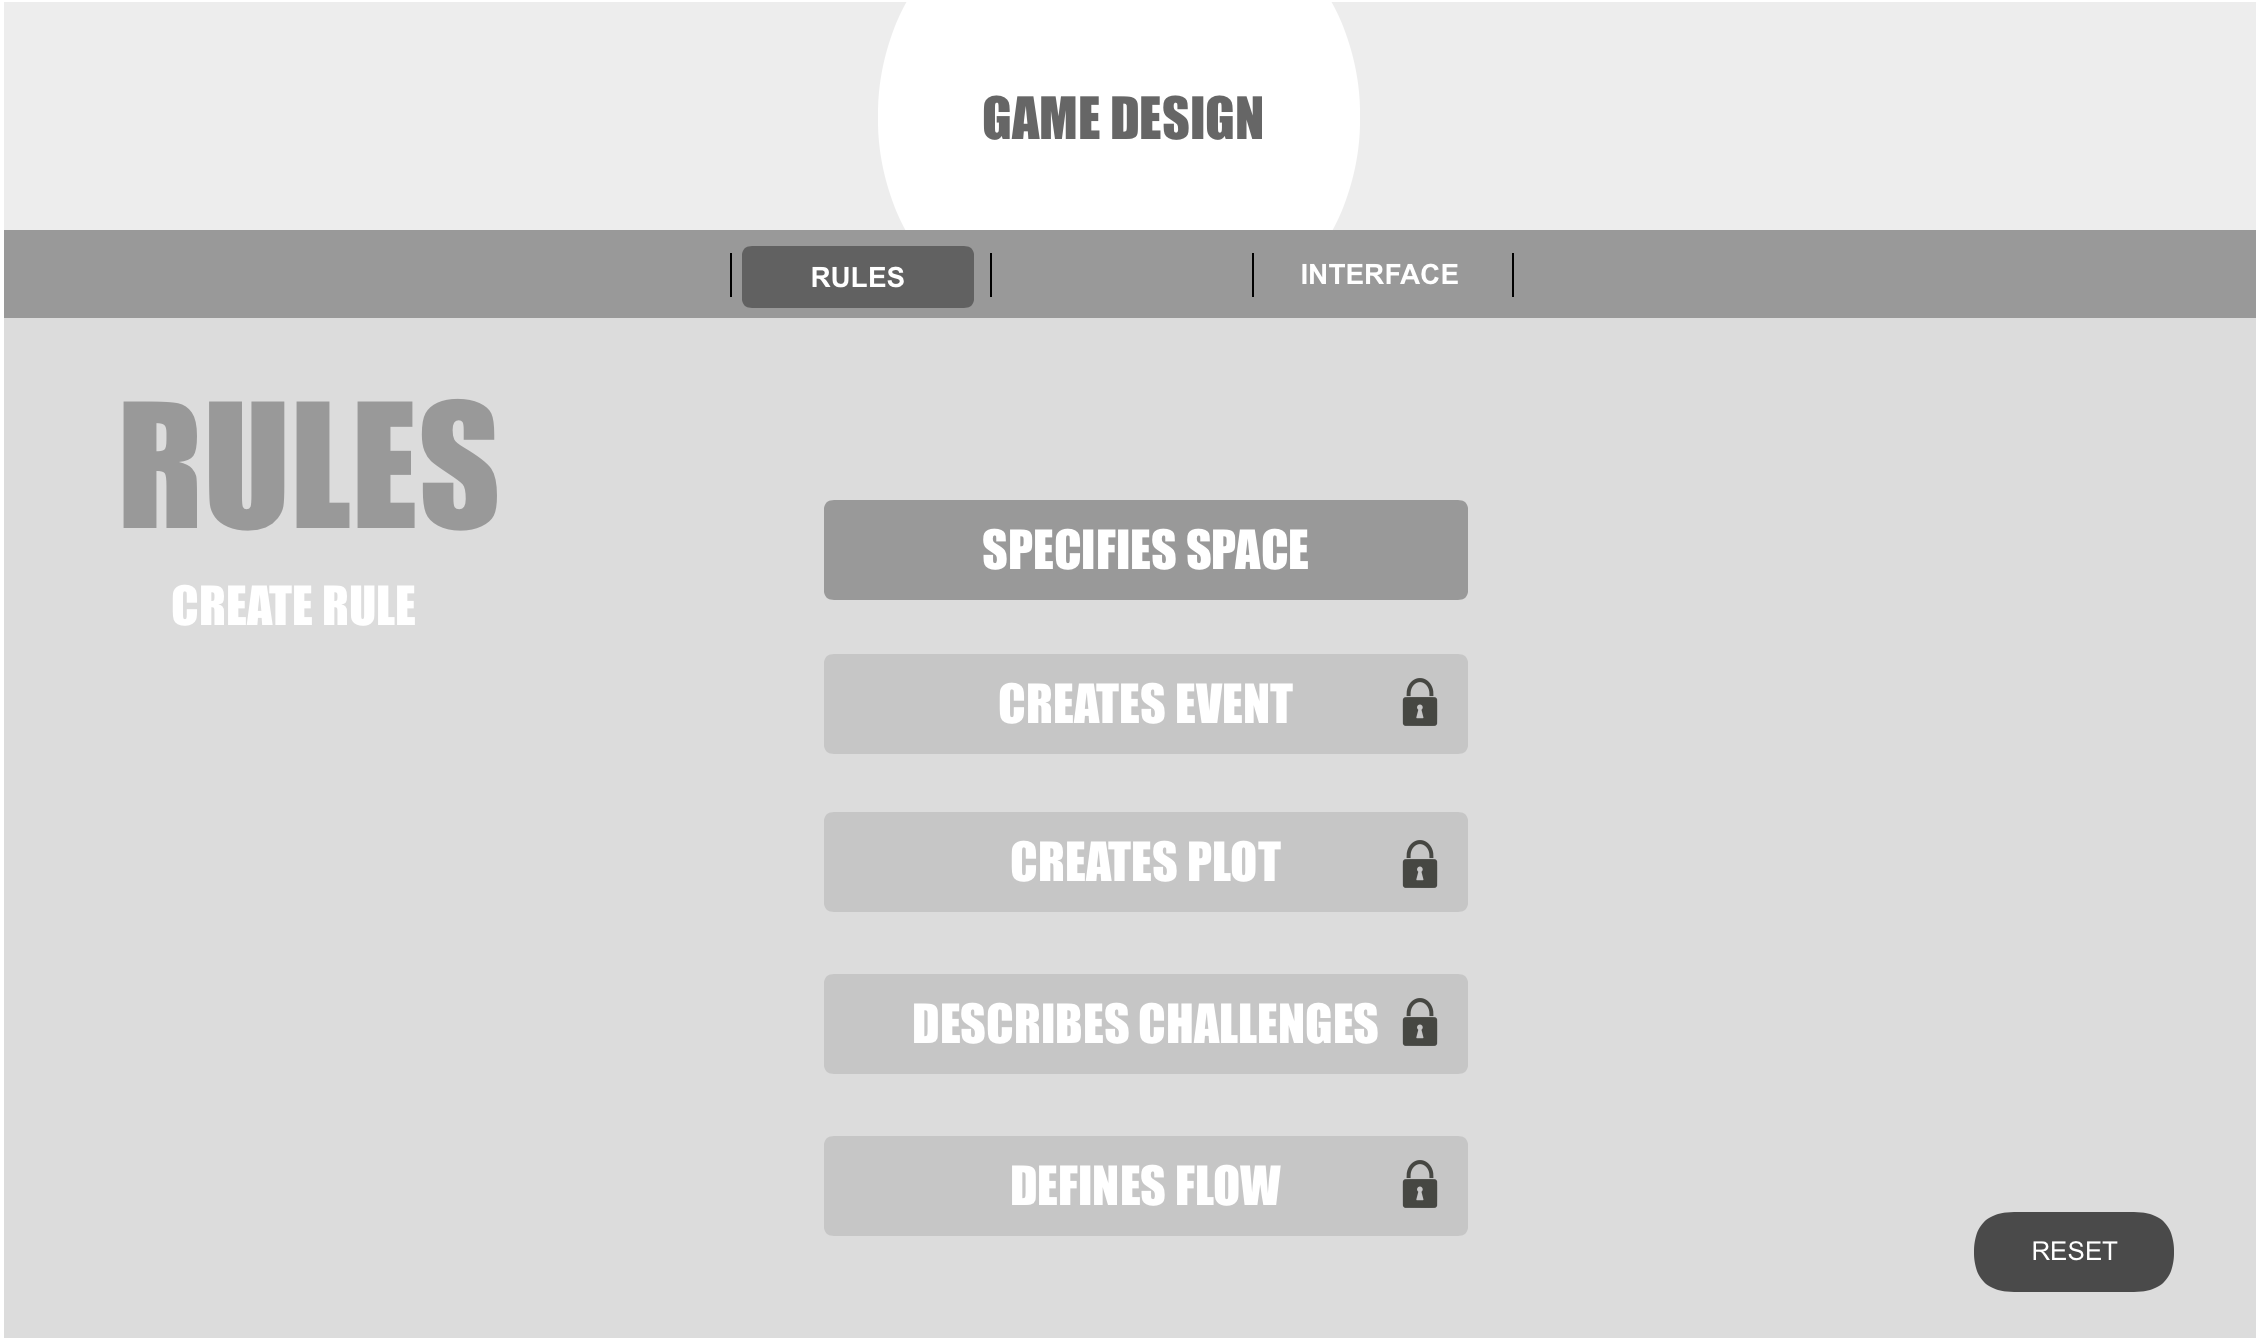 GAME DESIGN
RULES
INTERFACE
RULES
CREATE RULE
SPECIFIES SPACE
CREATES EVENT
CREATES PLOT
DESCRIBES CHALLENGES
DEFINES FLOW
RESET